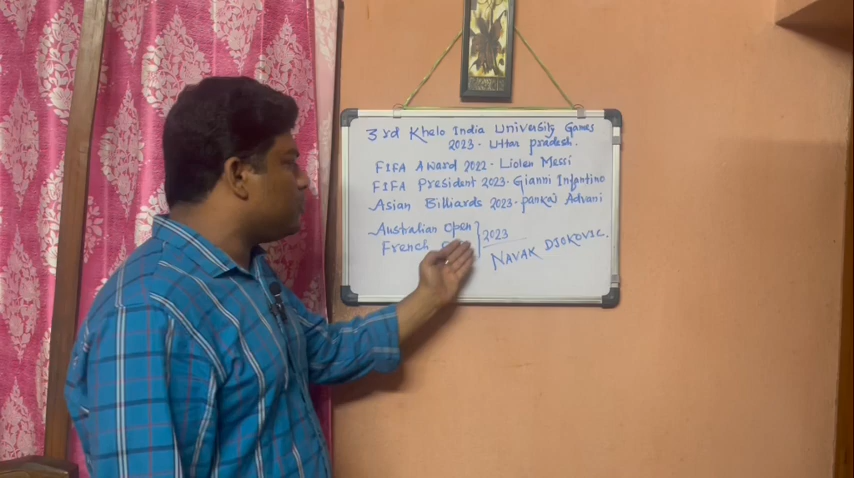 3rd Khelo India University Games
2023 - Uttar pradesh.
FIFA Award 2022 - Liolen Messi
FIFA President 2023 - Gianni Infantino
Asian Billiards 2023 - pankaj Advani
Australian open
French
2023
NAVAK DJOKOVIC.